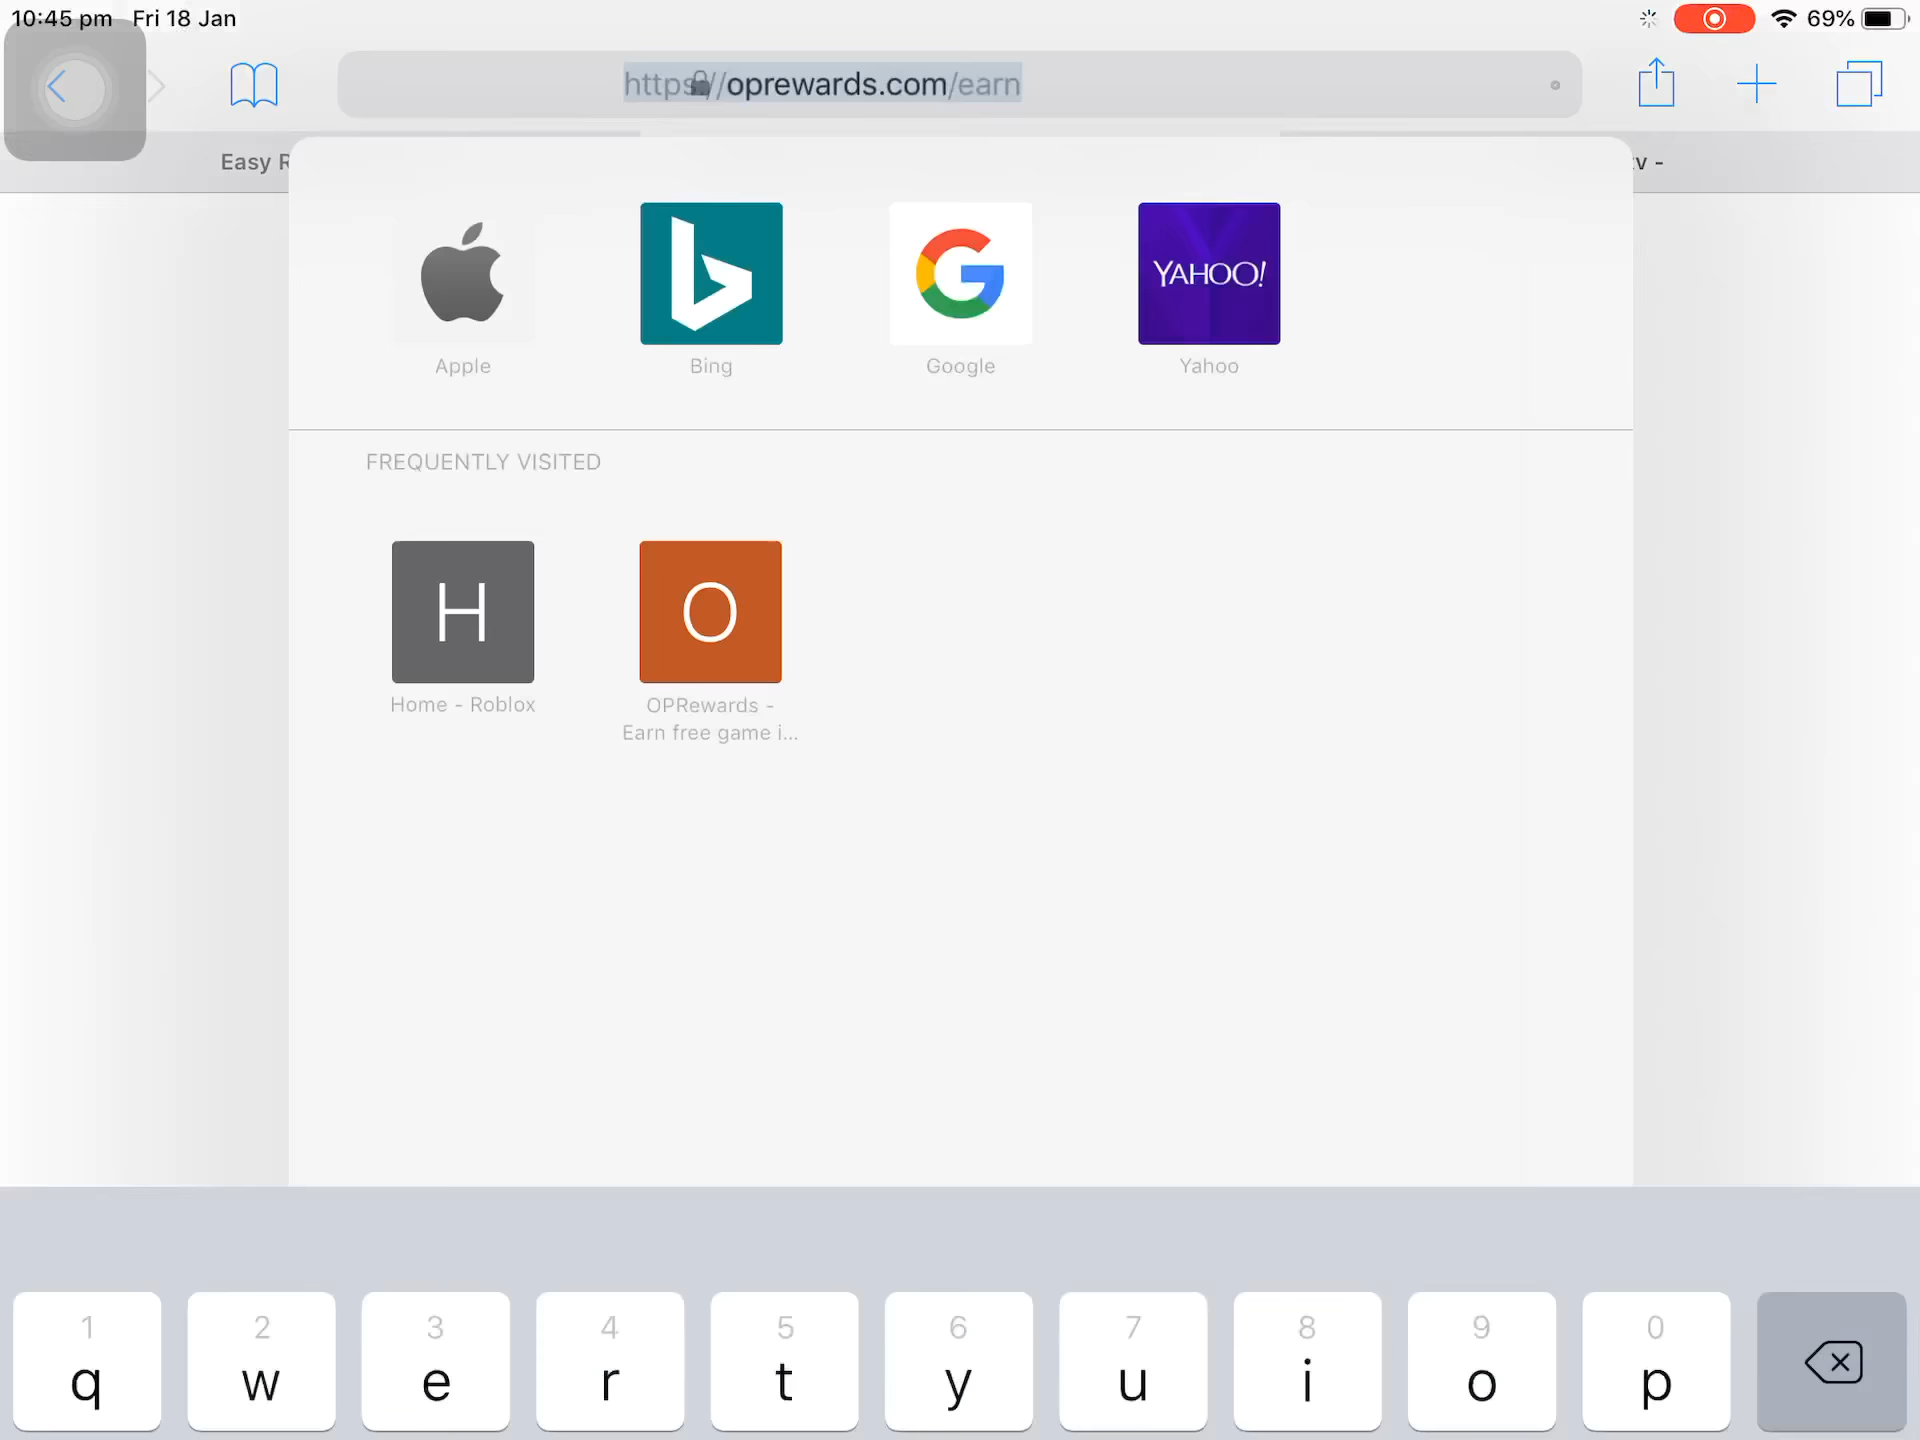 10:45 pm Fri 18 Jan
69%
https://oprewards.com/earn
Easy
Apple
Bing
YAHOO!
Google
Yahoo
FREQUENTLY VISITED
H
O
Home - Roblox
OPRewards -
Earn free game i...
1 2 3 4 5 6 7 8 9 0
q w e r t y u i o p